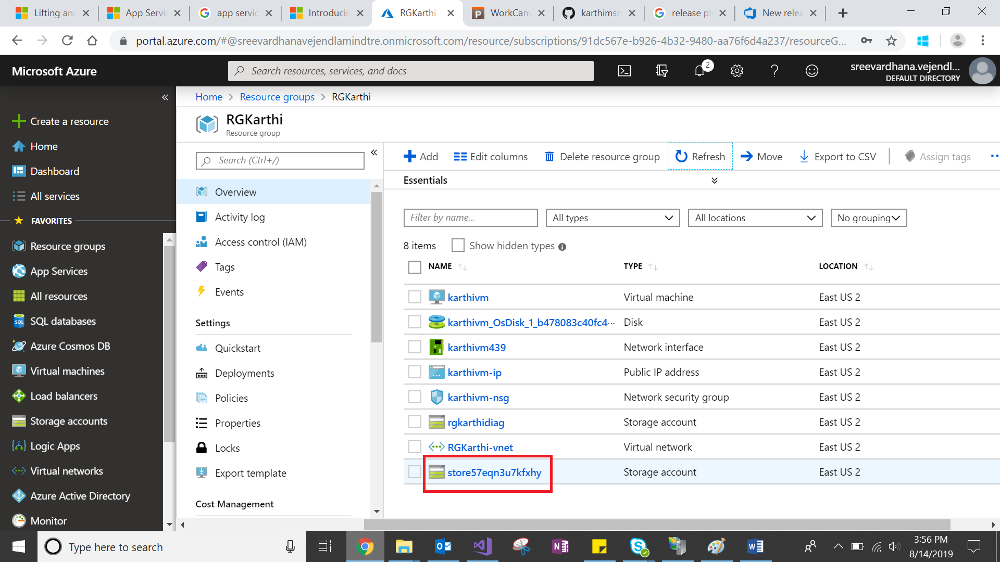 Lifting and
App Servi
app servic
Introducin
RGKarthi
WorkCanv
karthimsr
release pi
New relea
portal.azure.com/#@sreevardhanavejendlamindtre.onmicrosoft.com/resource/subscriptions/91dc567e-b926-4b32-9480-aa76f6d4a237/resourceG...
Microsoft Azure
Search resources, services, and docs
2
sreevardhana.vejendl...
DEFAULT DIRECTORY
Create a resource
Home
Dashboard
All services
FAVORITES
Resource groups
App Services
All resources
SQL databases
Azure Cosmos DB
Virtual machines
Load balancers
Storage accounts
Logic Apps
Virtual networks
Azure Active Directory
Monitor
Home > Resource groups > RGKarthi
RGKarthi
Resource group
Search (Ctrl+/)
Overview
Activity log
Access control (IAM)
Tags
Events
Settings
Quickstart
Deployments
Policies
Properties
Locks
Export template
Cost Management
Add
Edit columns
Delete resource group
Refresh
Move
Export to CSV
Assign tags
Essentials
Filter by name...
All types
All locations
No grouping
8 items
Show hidden types
NAME TYPE LOCATION
karthivm Virtual machine East US 2
karthivm_OsDisk_1_b478083c40fc4... Disk East US 2
karthivm439 Network interface East US 2
karthivm-ip Public IP address East US 2
karthivm-nsg Network security group East US 2
rgkarthidiag Storage account East US 2
RGKarthi-vnet Virtual network East US 2
store57eqn3u7kfxhy Storage account East US 2
Type here to search
3:56 PM
8/14/2019